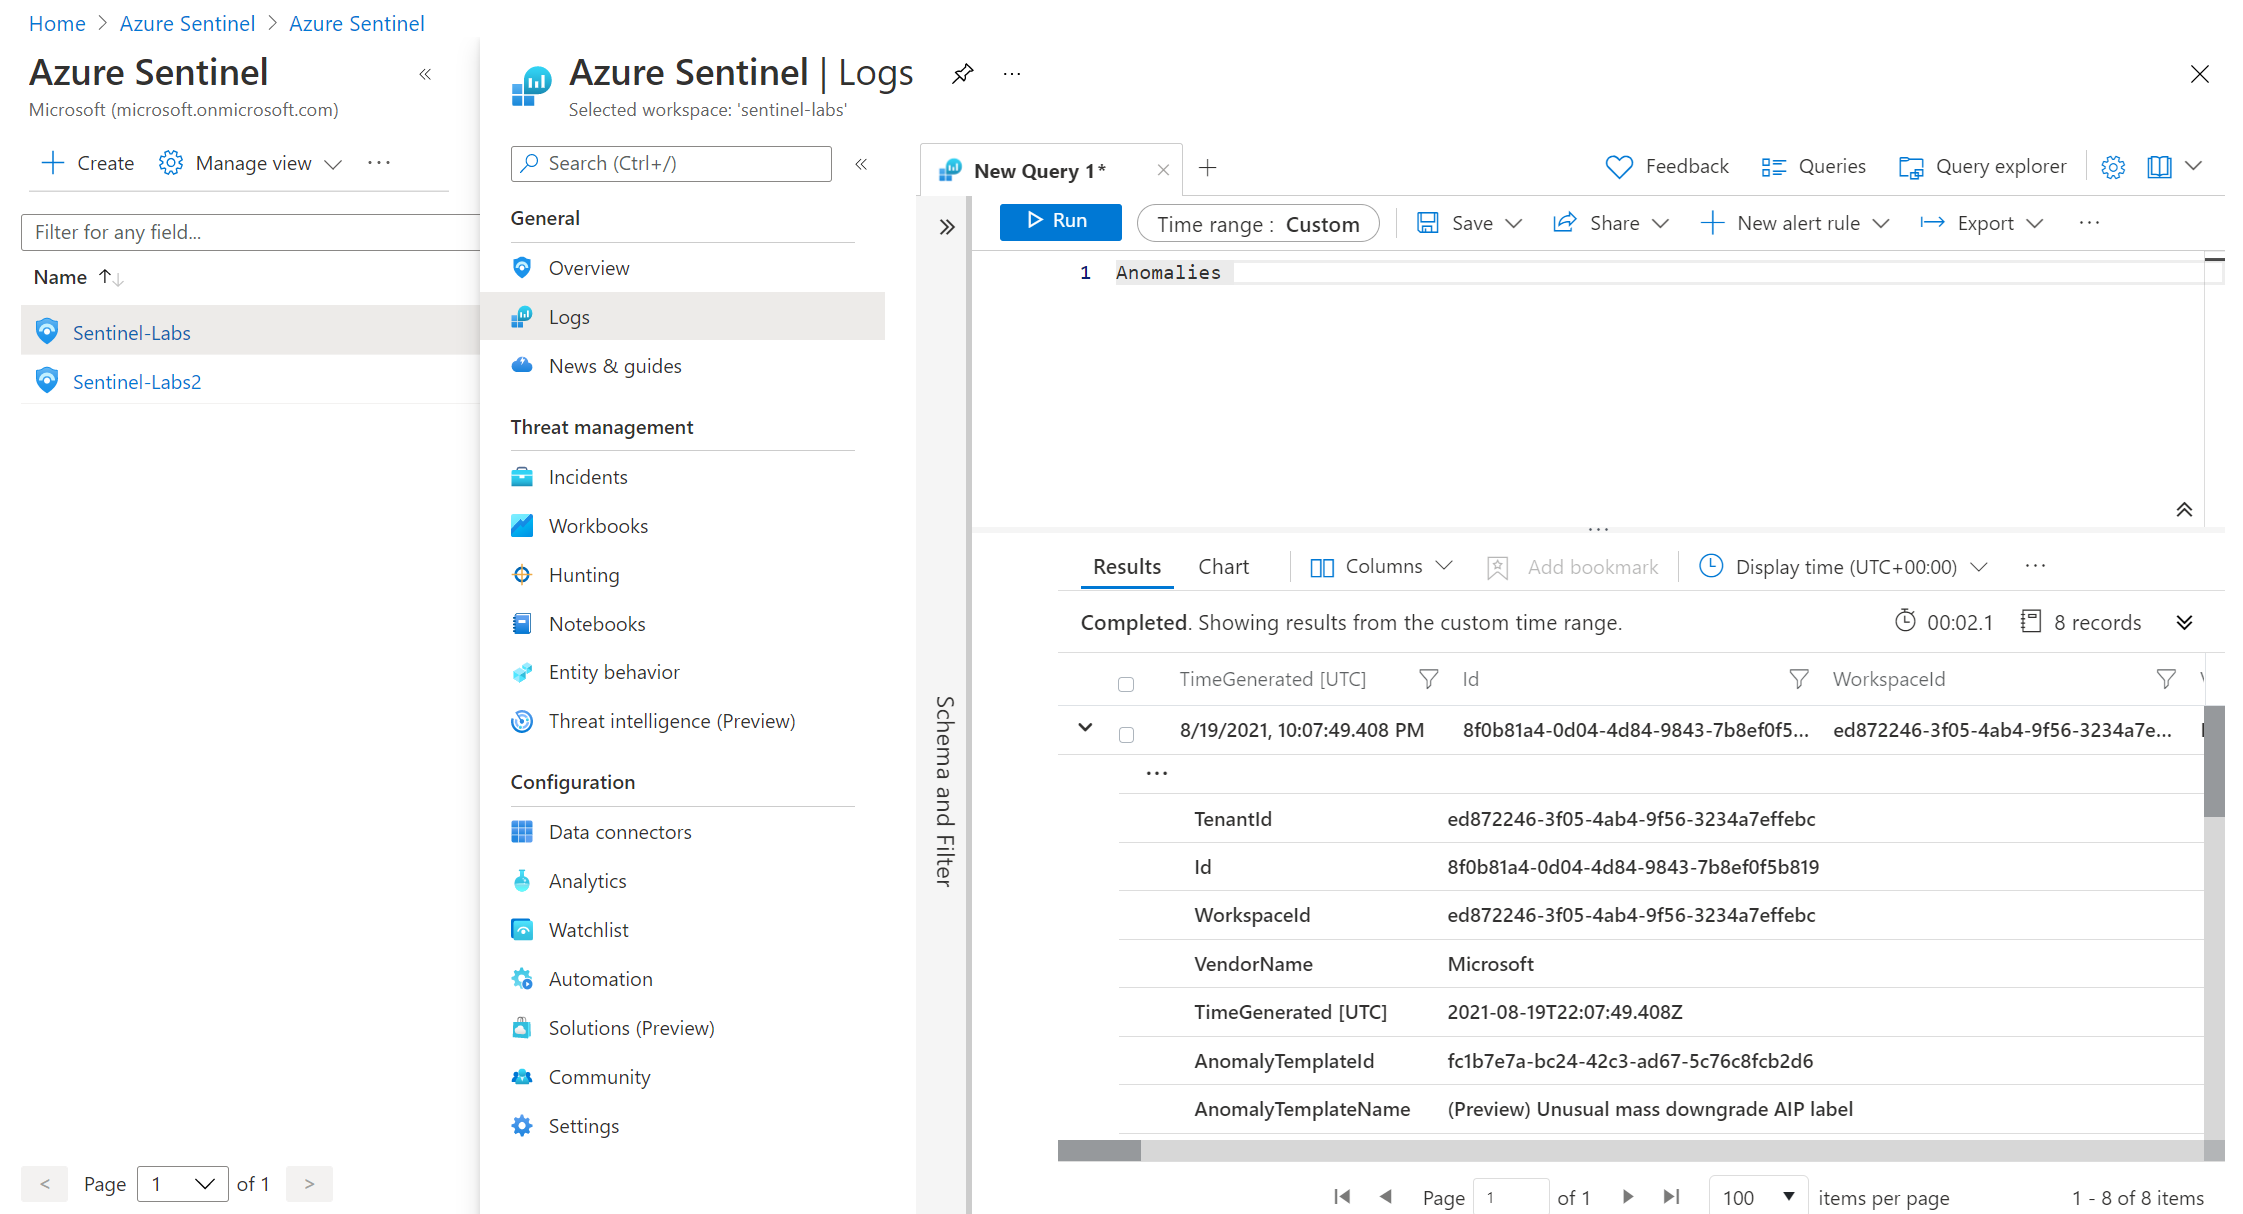 Home > Azure Sentinel > Azure Sentinel
Azure Sentinel
Microsoft (microsoft.onmicrosoft.com)
Create
Manage view
Filter for any field...
Name
Sentinel-Labs
Sentinel-Labs2
< Page 1 of 1 >
Azure Sentinel | Logs
Selected workspace: 'sentinel-labs'
Search (Ctrl+/)
General
Overview
Logs
News & guides
Threat management
Incidents
Workbooks
Hunting
Notebooks
Entity behavior
Threat intelligence (Preview)
Configuration
Data connectors
Analytics
Watchlist
Automation
Solutions (Preview)
Community
Settings
New Query 1*
Feedback
Queries
Query explorer
Run
Time range : Custom
Save
Share
New alert rule
Export
Schema and Filter
1 Anomalies
Results
Chart
Columns
Add bookmark
Display time (UTC+00:00)
Completed. Showing results from the custom time range.
00:02.1
8 records
TimeGenerated [UTC] Id WorkspaceId
8/19/2021, 10:07:49.408 PM 8f0b81a4-0d04-4d84-9843-7b8ef0f5... ed872246-3f05-4ab4-9f56-3234a7e...
...
TenantId ed872246-3f05-4ab4-9f56-3234a7effebc
Id 8f0b81a4-0d04-4d84-9843-7b8ef0f5b819
WorkspaceId ed872246-3f05-4ab4-9f56-3234a7effebc
VendorName Microsoft
TimeGenerated [UTC] 2021-08-19T22:07:49.408Z
AnomalyTemplateId fc1b7e7a-bc24-42c3-ad67-5c76c8fcb2d6
AnomalyTemplateName (Preview) Unusual mass downgrade AIP label
Page 1 of 1
100 items per page
1 - 8 of 8 items